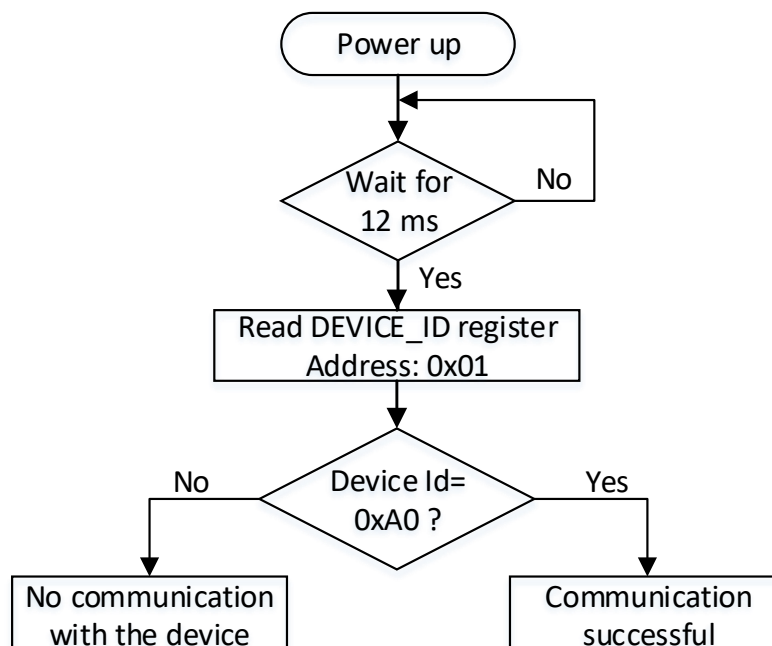 Power up
Wait for
12 ms
No
Yes
Read DEVICE_ID register
Address: 0x01
Device Id=
0xA0 ?
No
Yes
No communication
with the device
Communication
successful